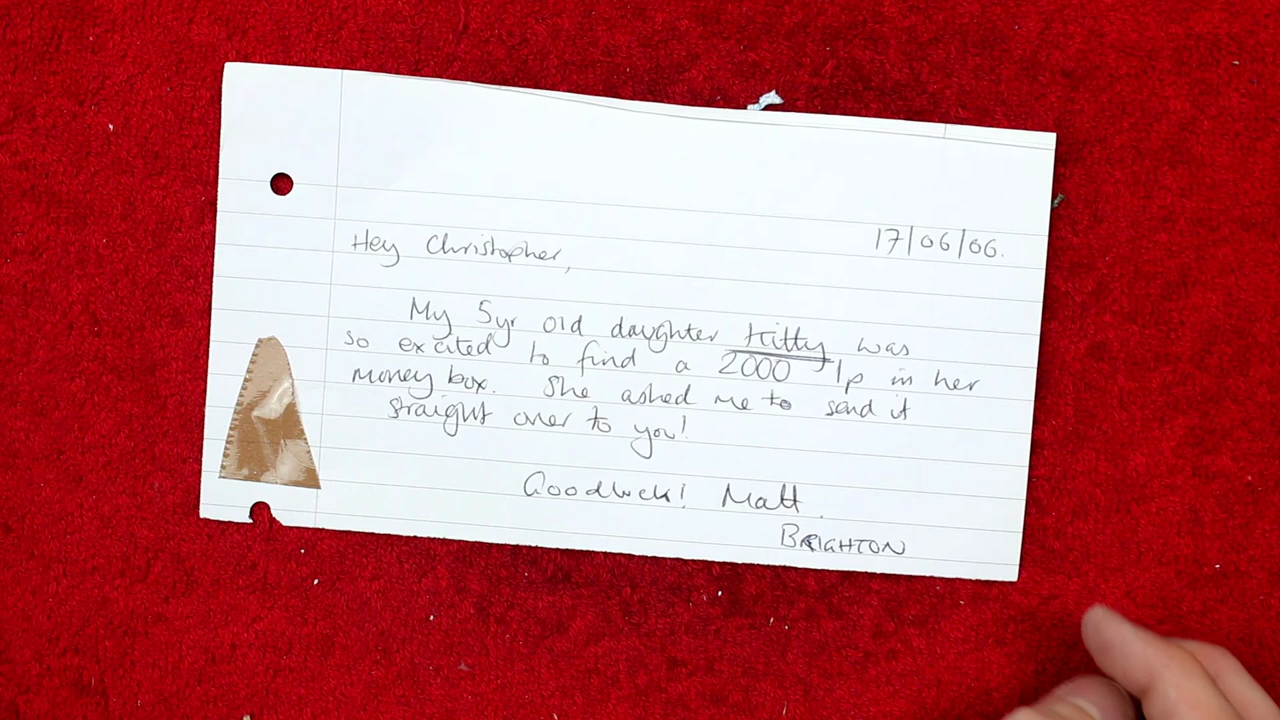 17/06/06.
Hey Christopher,
My 5yr old daughter Kitty was
so excited to find a 2000 1p in her
money box. She asked me to send it
straight over to you!
Goodluck! Matt.
BRIGHTON